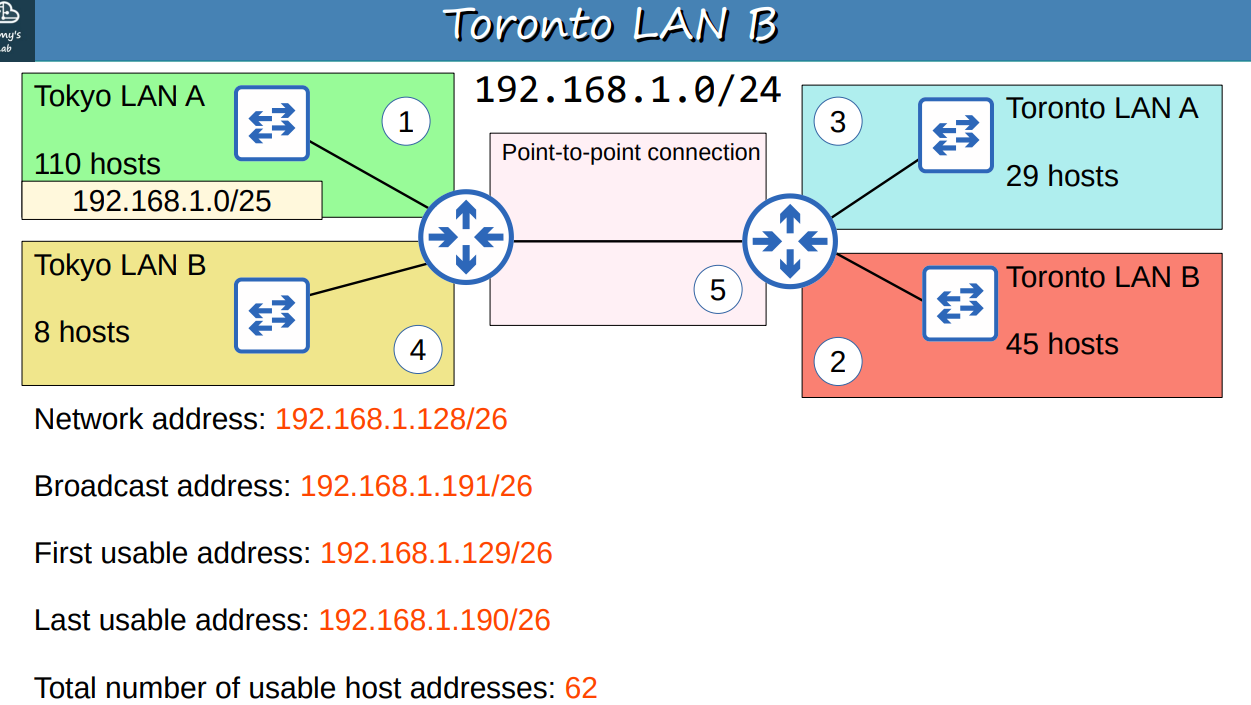 Toronto LAN B
my's
ab
192.168.1.0/24
Tokyo LAN A
110 hosts
192.168.1.0/25
1
Point-to-point connection
5
3
Toronto LAN A
29 hosts
Tokyo LAN B
8 hosts
4
Toronto LAN B
45 hosts
2
Network address: 192.168.1.128/26
Broadcast address: 192.168.1.191/26
First usable address: 192.168.1.129/26
Last usable address: 192.168.1.190/26
Total number of usable host addresses: 62